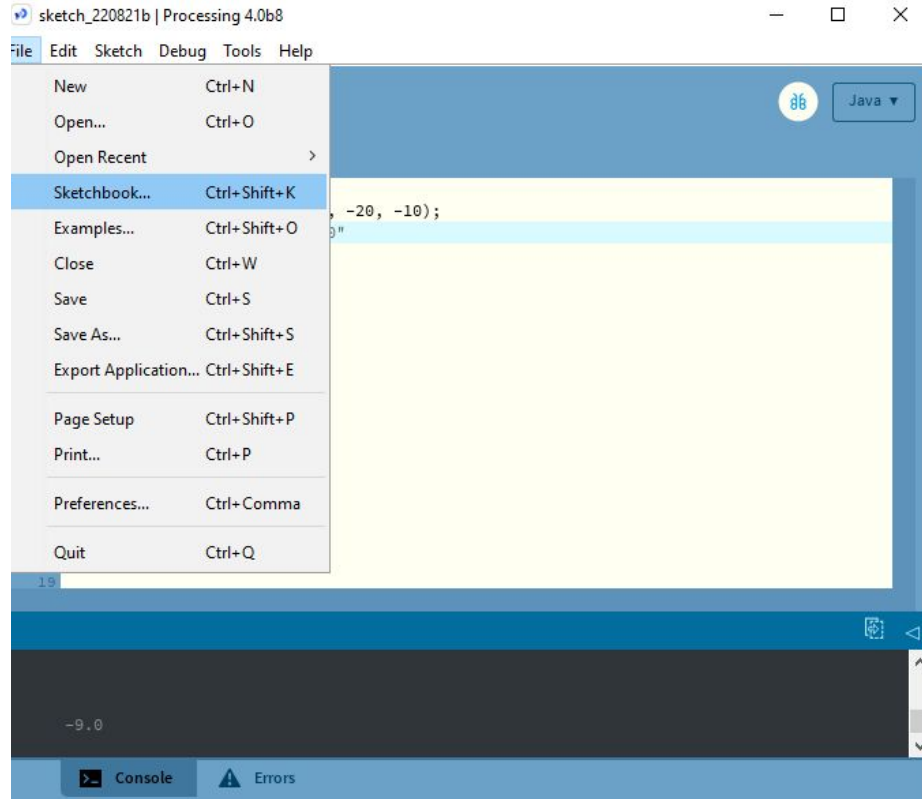 sketch_220821b | Processing 4.0b8
File Edit Sketch Debug Tools Help
New Ctrl+N
Open... Ctrl+O
Java ▼
Open Recent >
Sketchbook... Ctrl+Shift+K
, -20, -10);
Examples... Ctrl+Shift+O
0"
Close Ctrl+W
Save Ctrl+S
Save As... Ctrl+Shift+S
Export Application... Ctrl+Shift+E
Page Setup Ctrl+Shift+P
Print... Ctrl+P
Preferences... Ctrl+Comma
Quit Ctrl+Q
19
-9.0
Console Errors